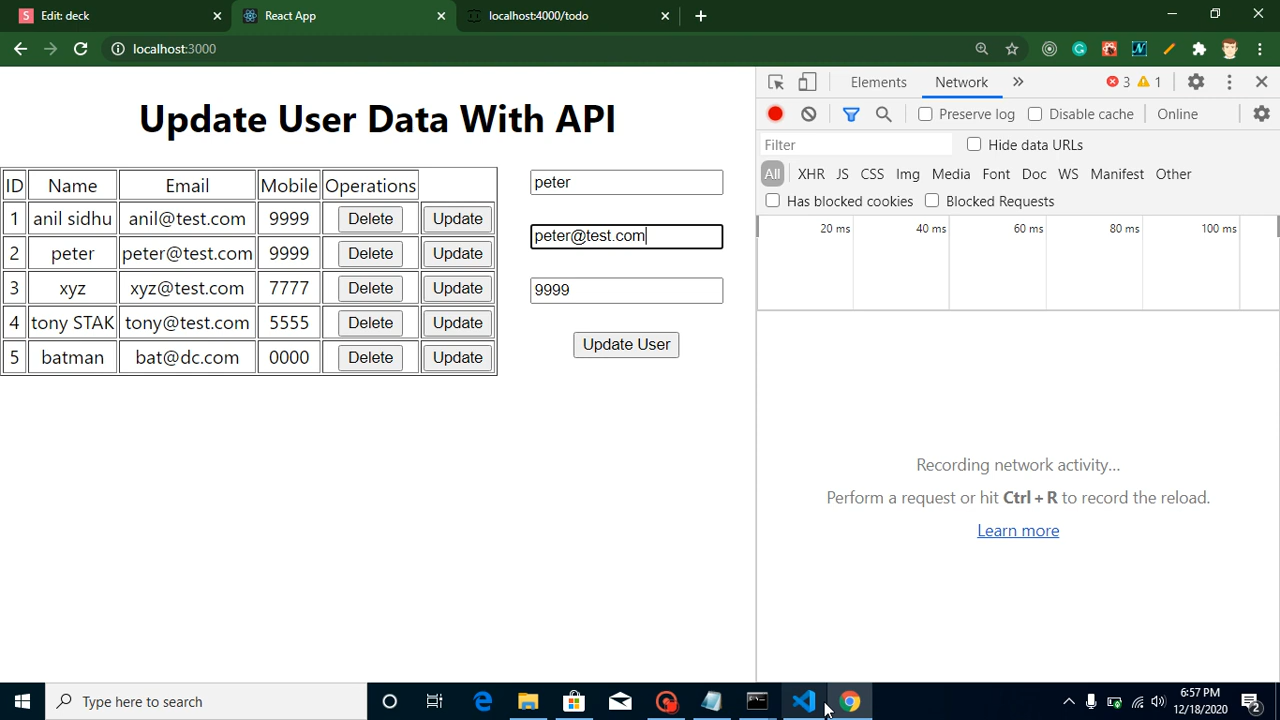 Edit: deck
React App
localhost:4000/todo
localhost:3000
Update User Data With API
ID Name Email Mobile Operations
1 anil sidhu anil@test.com 9999 Delete Update
2 peter peter@test.com 9999 Delete Update
3 xyz xyz@test.com 7777 Delete Update
4 tony STAK tony@test.com 5555 Delete Update
5 batman bat@dc.com 0000 Delete Update
peter
peter@test.com
9999
Update User
Elements Network » 3 1
Preserve log Disable cache Online
Filter Hide data URLs
All XHR JS CSS Img Media Font Doc WS Manifest Other
Has blocked cookies Blocked Requests
20 ms 40 ms 60 ms 80 ms 100 ms
Recording network activity…
Perform a request or hit Ctrl + R to record the reload.
Learn more
Type here to search
6:57 PM
12/18/2020
2